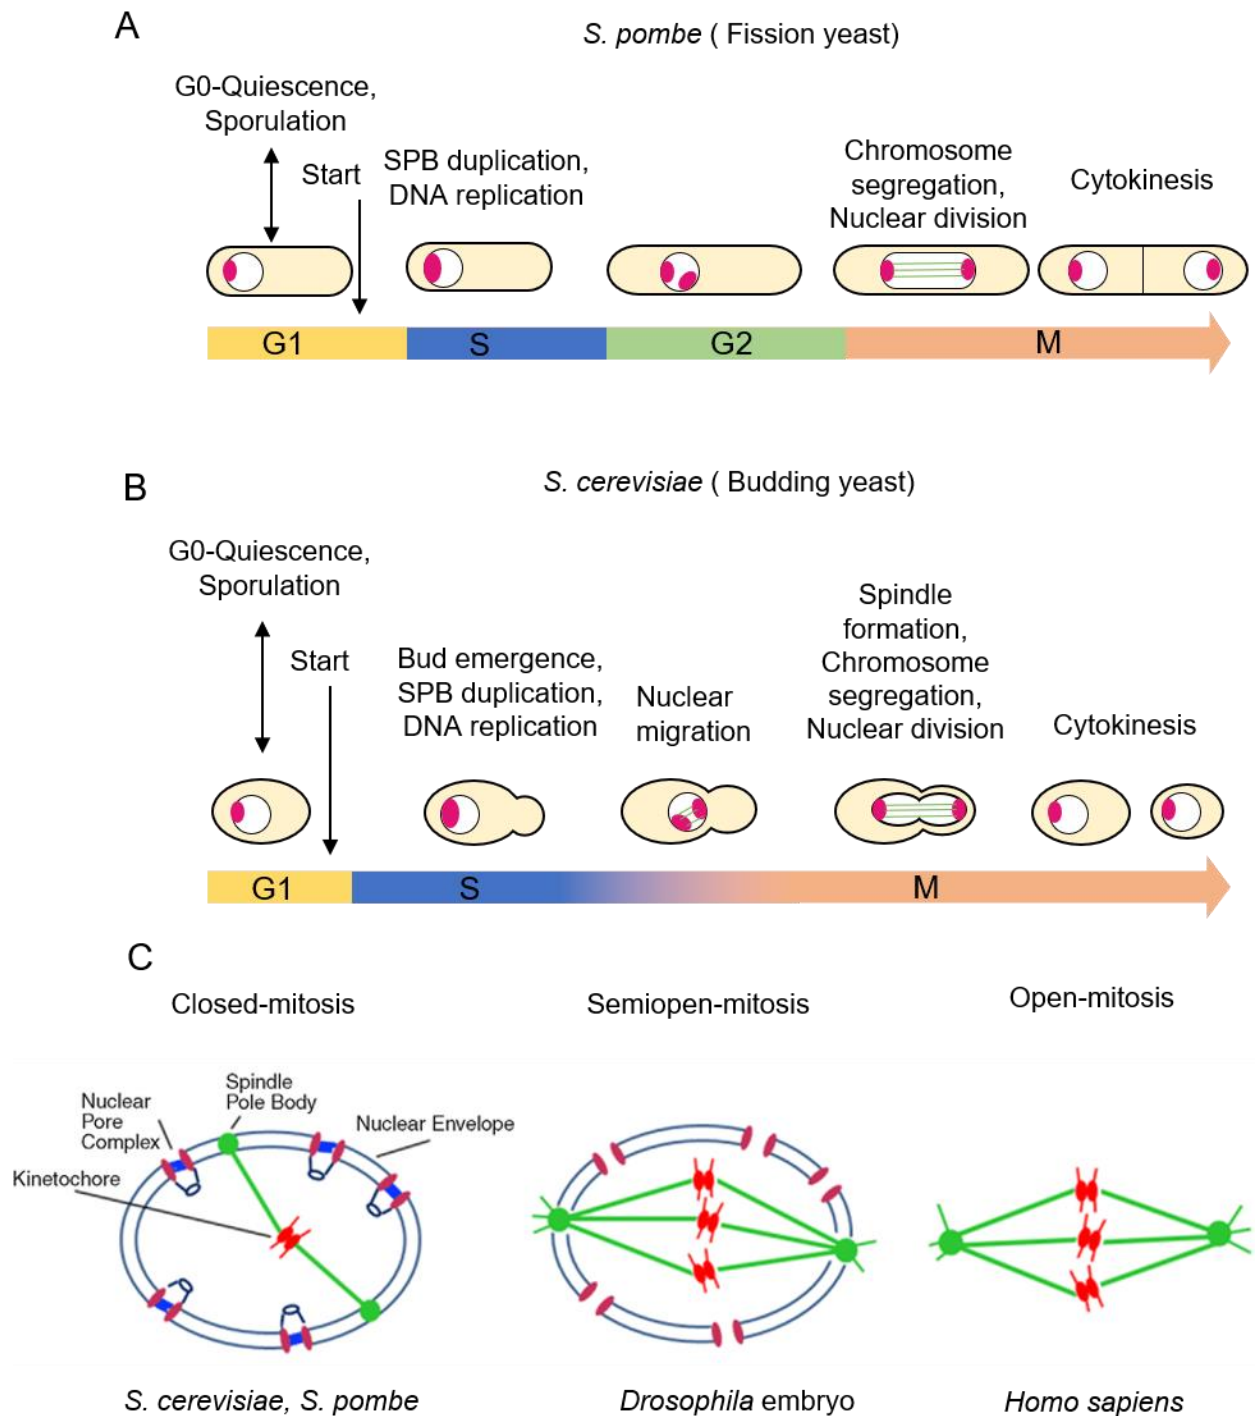 A
S. pombe ( Fission yeast)
G0-Quiescence,
Sporulation
Start
SPB duplication,
DNA replication
Chromosome
segregation,
Nuclear division
Cytokinesis
G1
S
G2
M
B
S. cerevisiae ( Budding yeast)
G0-Quiescence,
Sporulation
Start
Bud emergence,
SPB duplication,
DNA replication
Nuclear
migration
Spindle
formation,
Chromosome
segregation,
Nuclear division
Cytokinesis
G1
S
M
C
Closed-mitosis
Semiopen-mitosis
Open-mitosis
Nuclear
Pore
Complex
Spindle
Pole Body
Nuclear Envelope
Kinetochore
S. cerevisiae, S. pombe
Drosophila embryo
Homo sapiens